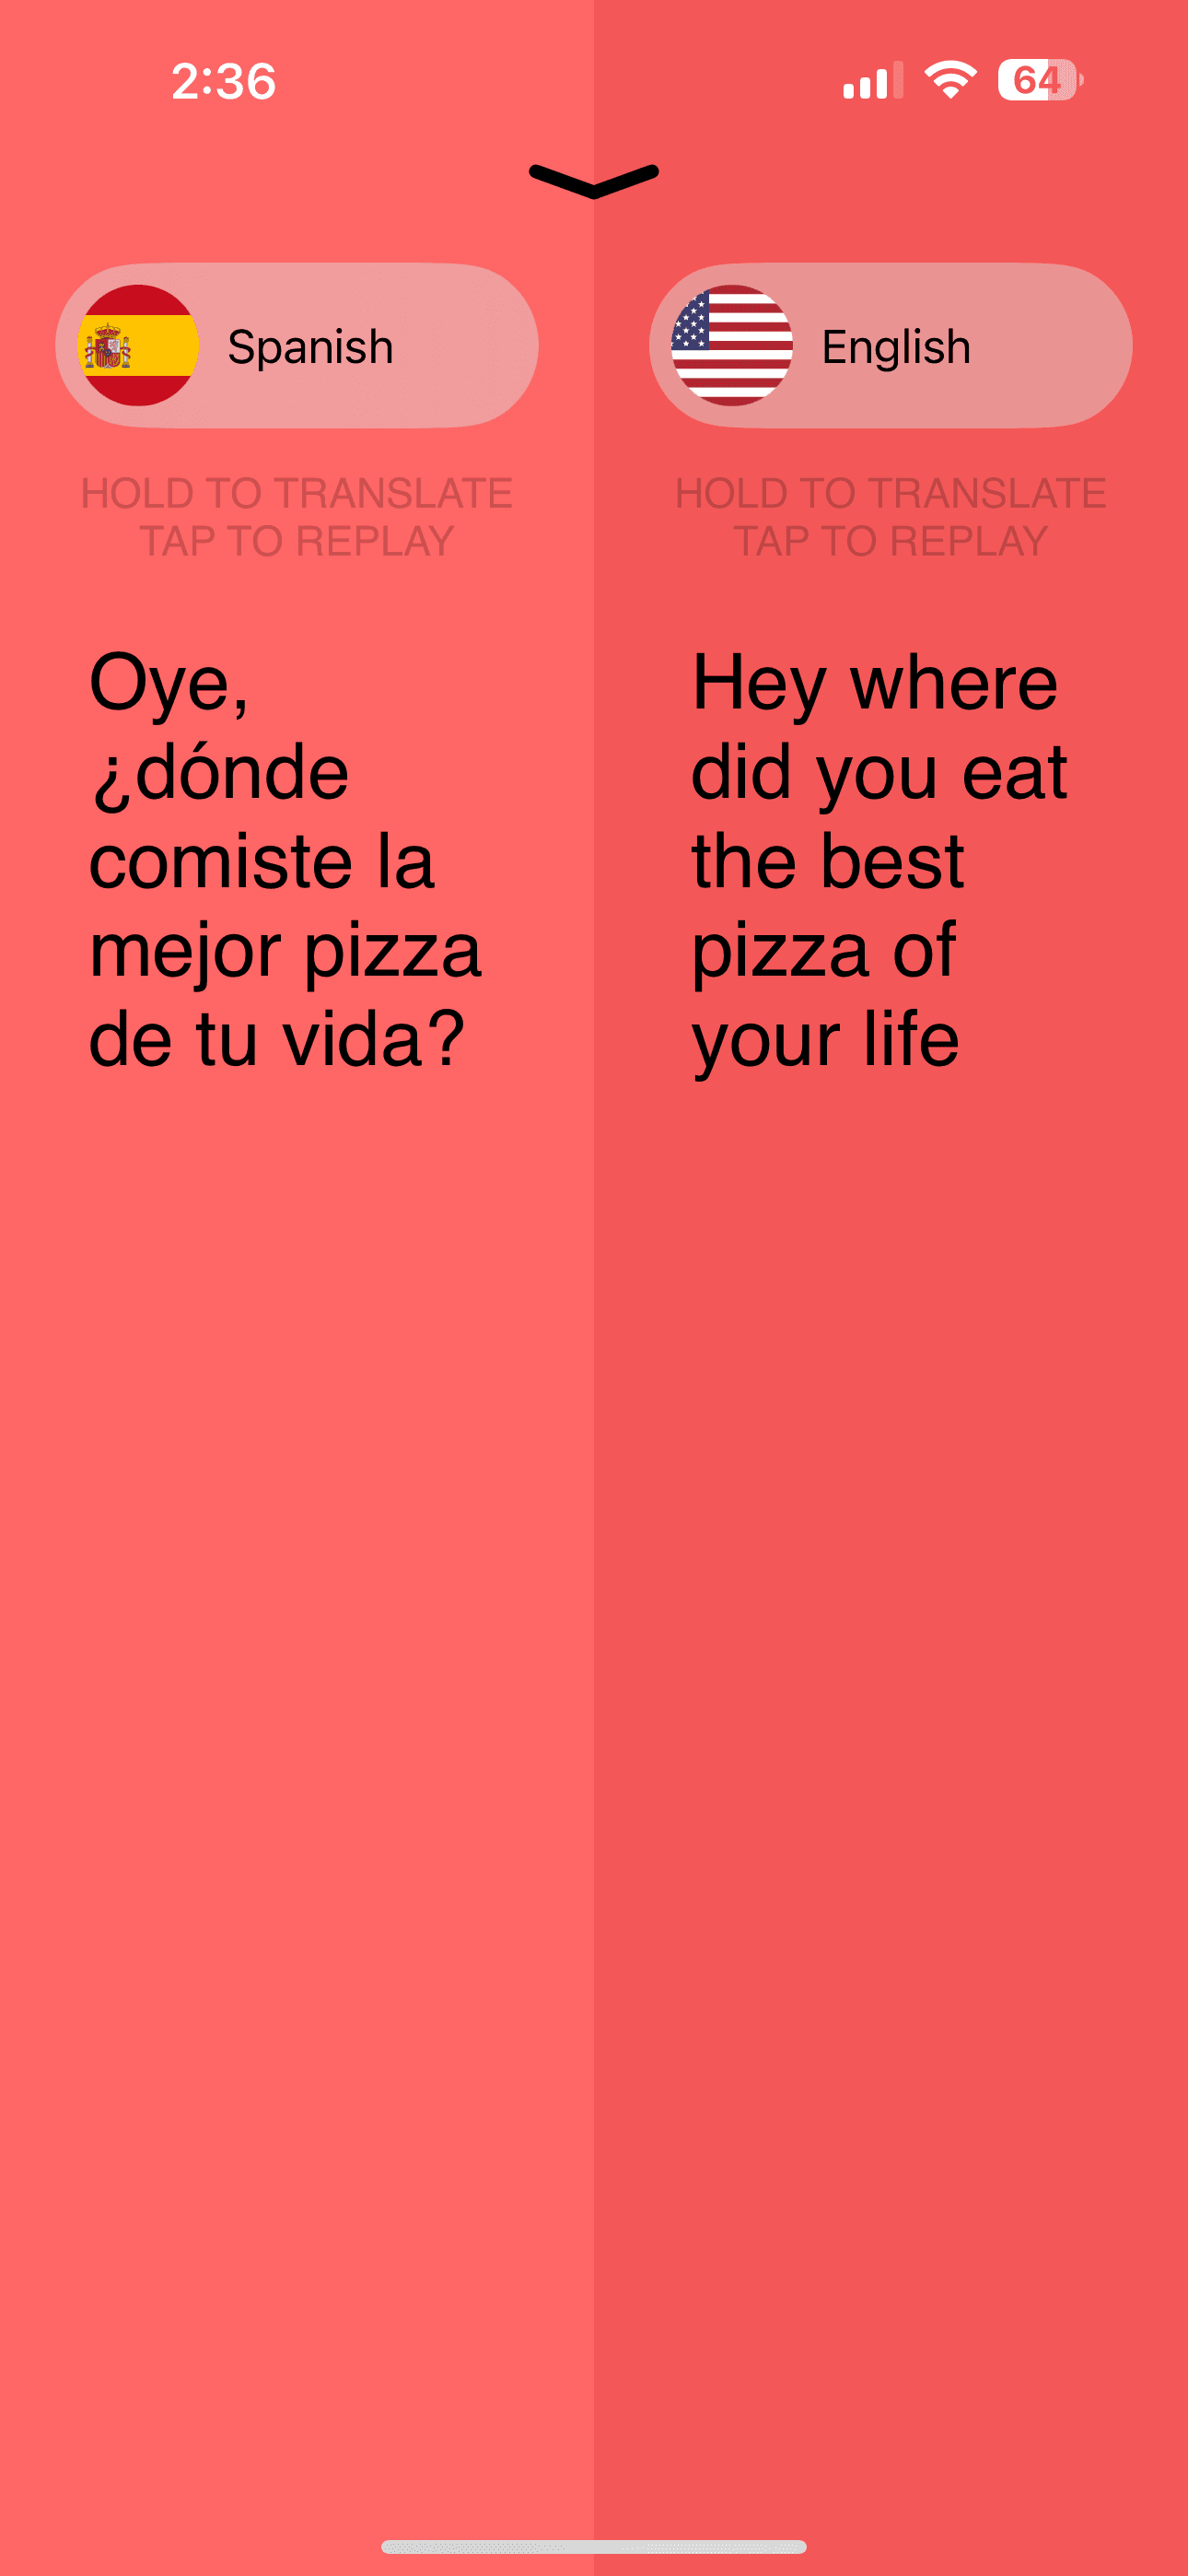 2:36
64
Spanish
HOLD TO TRANSLATE
TAP TO REPLAY
Oye,
¿dónde
comiste la
mejor pizza
de tu vida?
English
HOLD TO TRANSLATE
TAP TO REPLAY
Hey where
did you eat
the best
pizza of
your life